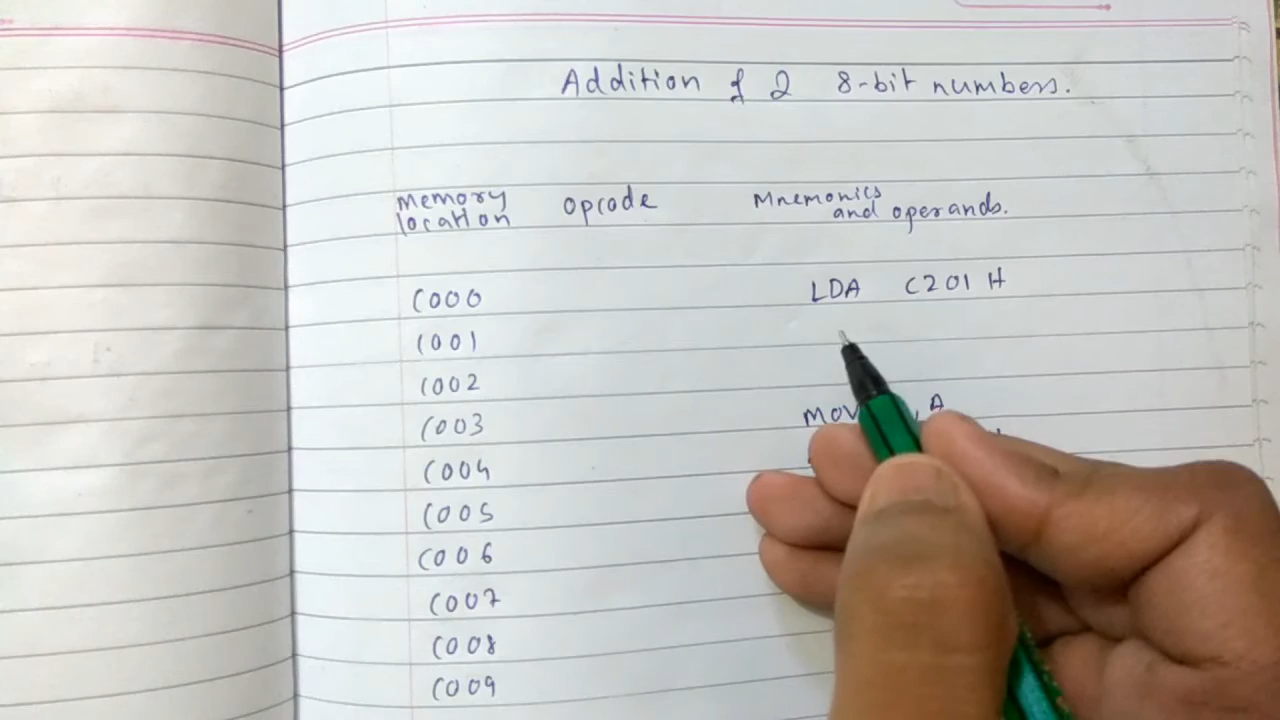 Addition of 2 8-bit numbers.
Memory location opcode Mnemonics and operands.
C000 LDA C201 H
C001
C002
C003 MOV A
C004
C005
C006
C007
C008
C009